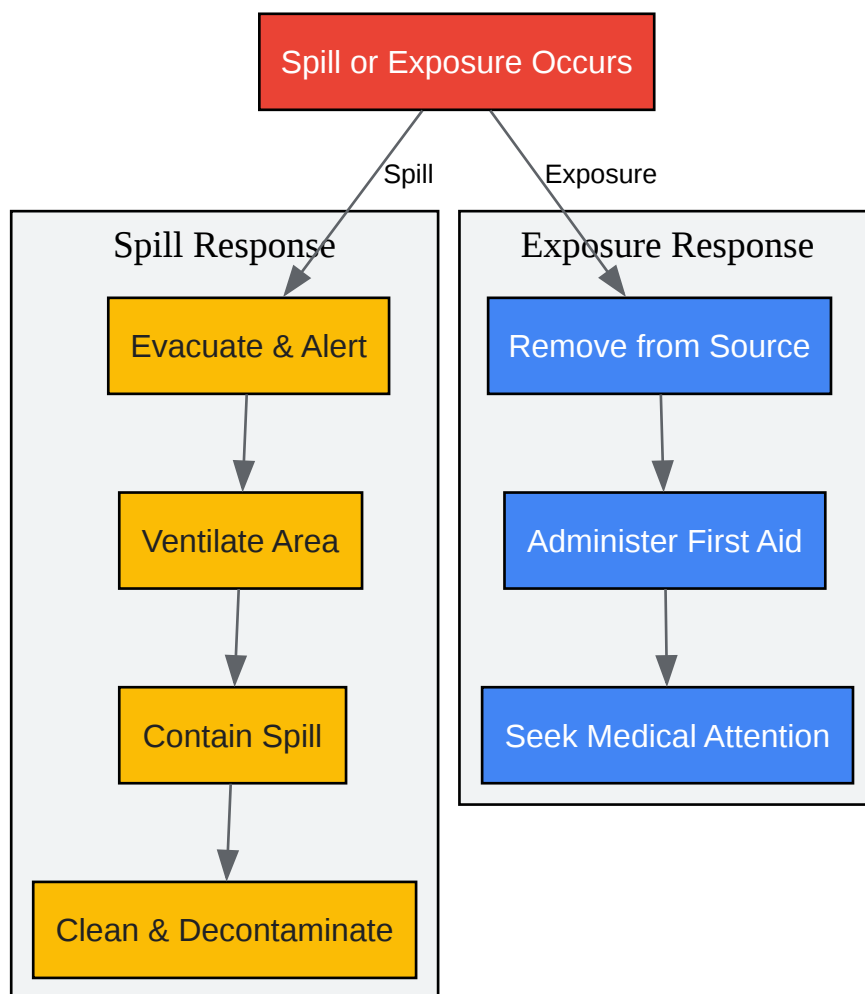 Spill or Exposure Occurs
Spill
Exposure
Spill Response
Evacuate & Alert
Ventilate Area
Contain Spill
Clean & Decontaminate
Exposure Response
Remove from Source
Administer First Aid
Seek Medical Attention